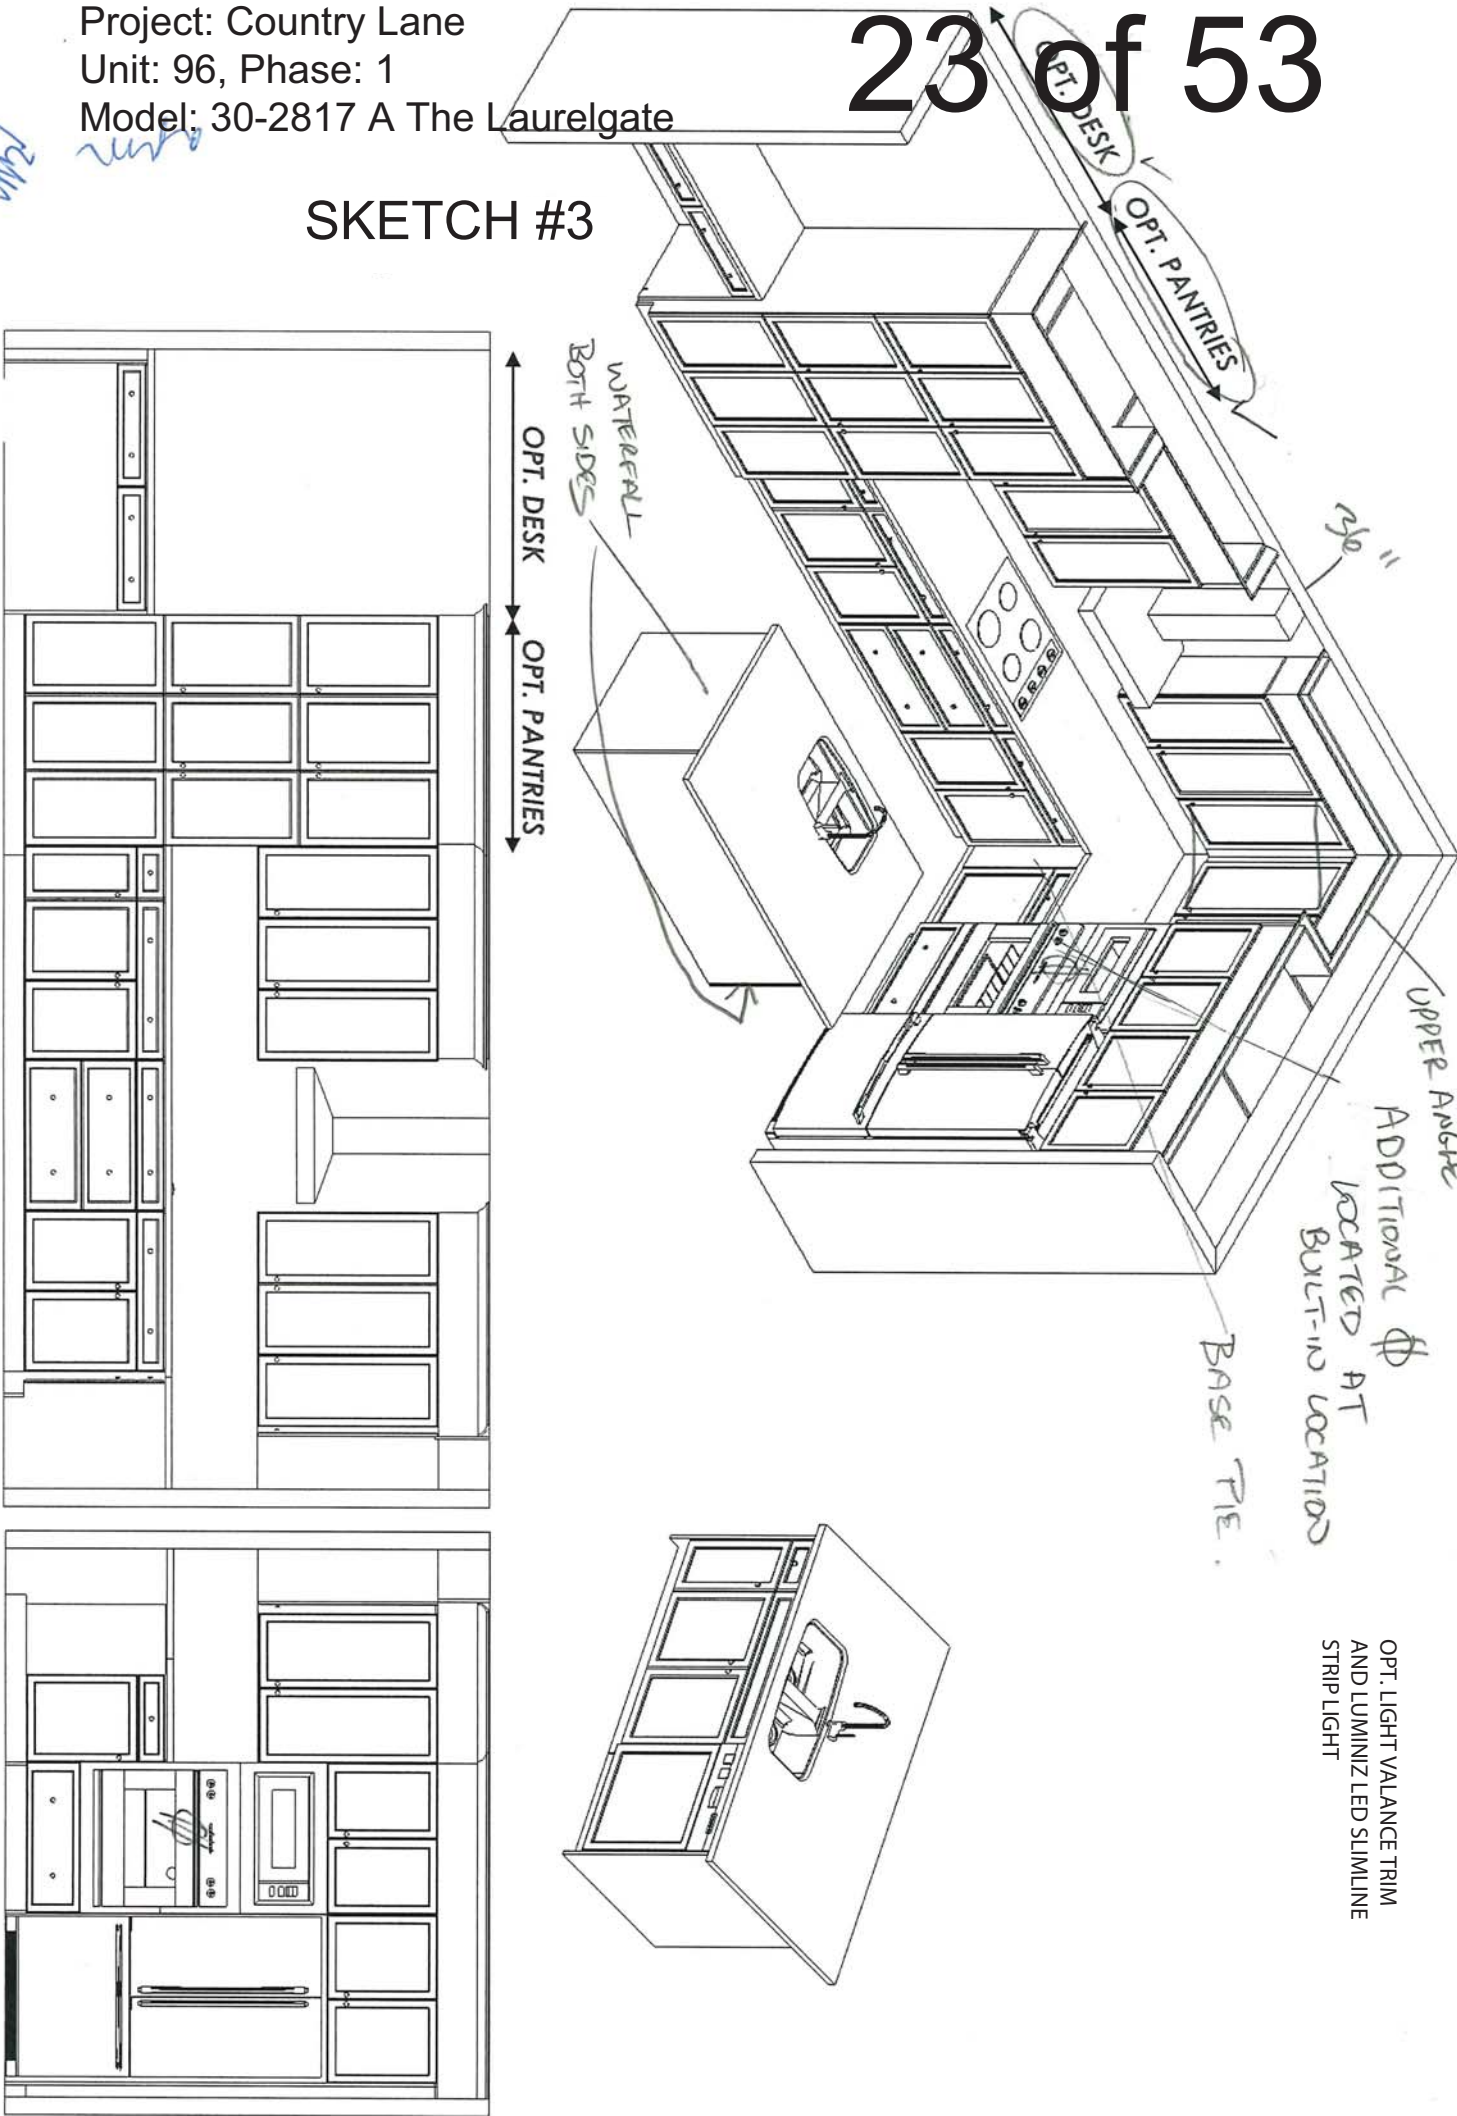 Project: Country Lane
Unit: 96, Phase: 1
Model: 30-2817 A The Laurelgate
23 of 53
SKETCH #3
OPT. DESK
OPT. PANTRIES
36"
UPPER ANGLE
ADDITIONAL
LOCATED AT
BUILT-IN LOCATION
BASE PIE.
WATERFALL
BOTH SIDES
OPT. DESK
OPT. PANTRIES
OPT. LIGHT VALANCE TRIM
AND LUMINIZ LED SLIMLINE
STRIP LIGHT